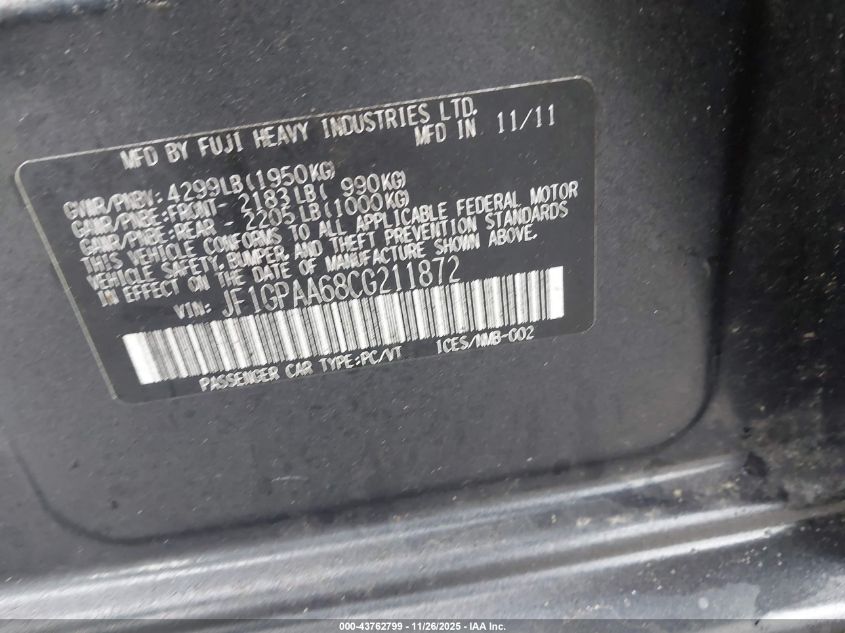 MFD BY FUJI HEAVY INDUSTRIES LTD.
MFD IN 11/11
GVWR/PNBV: 4299LB(1950KG)
GAWR/PNBE:FRONT- 2183LB( 990KG)
GAWR/PNBE:REAR - 2205LB(1000KG)
THIS VEHICLE CONFORMS TO ALL APPLICABLE FEDERAL MOTOR
VEHICLE SAFETY,BUMPER,AND THEFT PREVENTION STANDARDS
IN EFFECT ON THE DATE OF MANUFACTURE SHOWN ABOVE.
VIN: JF1GPAA68CG211872
PASSENGER CAR TYPE:PC/VT ICES/NMB-002
000-43762799 - 11/26/2025 - IAA Inc.